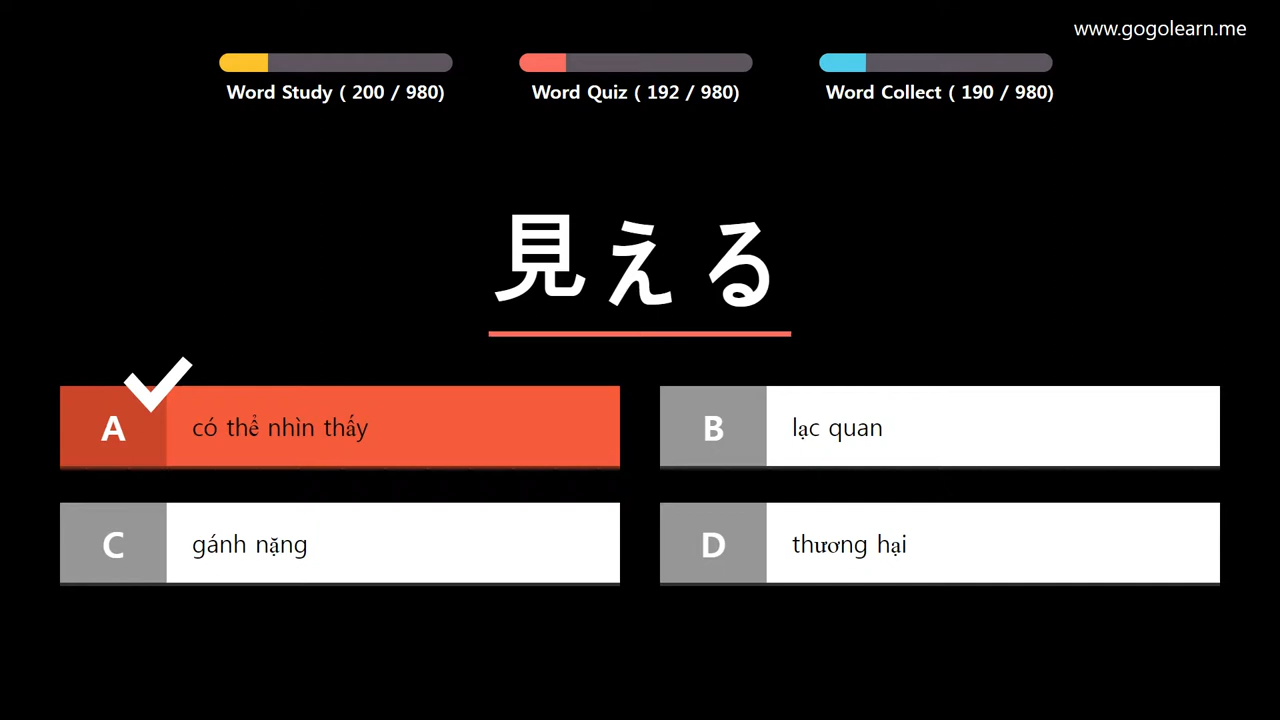 www.gogolearn.me
Word Study ( 200 / 980)
Word Quiz ( 192 / 980)
Word Collect ( 190 / 980)
見える
A có thể nhìn thấy
B lạc quan
C gánh nặng
D thương hại